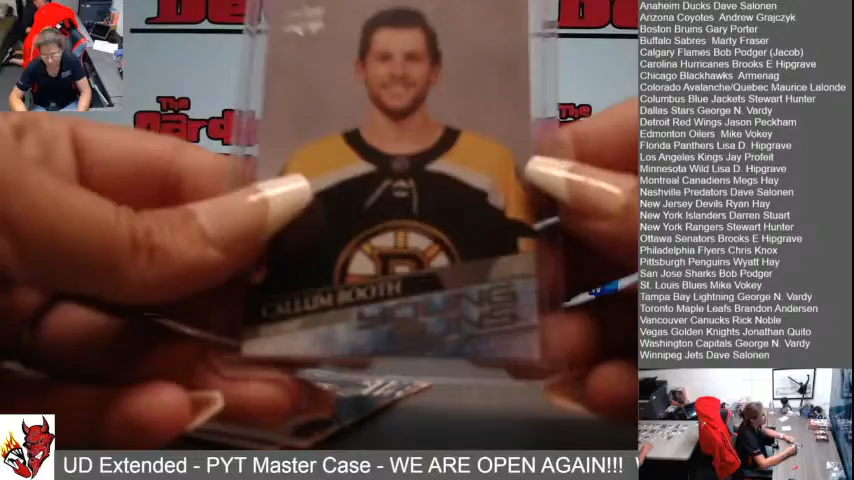 Anaheim Ducks Dave Salonen
Arizona Coyotes Andrew Grajczyk
Boston Bruins Gary Porter
Buffalo Sabres Marty Fraser
Calgary Flames Bob Podger (Jacob)
Carolina Hurricanes Brooks E Hipgrave
Chicago Blackhawks Armenag
Colorado Avalanche/Quebec Maurice Lalonde
Columbus Blue Jackets Stewart Hunter
Dallas Stars George N. Vardy
Detroit Red Wings Jason Peckham
Edmonton Oilers Mike Vokey
Florida Panthers Lisa D. Hipgrave
Los Angeles Kings Jay Profeit
Minnesota Wild Lisa D. Hipgrave
Montreal Canadiens Megs Hay
Nashville Predators Dave Salonen
New Jersey Devils Ryan Hay
New York Islanders Darren Stuart
New York Rangers Stewart Hunter
Ottawa Senators Brooks E Hipgrave
Philadelphia Flyers Chris Knox
Pittsburgh Penguins Wyatt Hay
San Jose Sharks Bob Podger
St. Louis Blues Mike Vokey
Tampa Bay Lightning George N. Vardy
Toronto Maple Leafs Brandon Andersen
Vancouver Canucks Rick Noble
Vegas Golden Knights Jonathan Quito
Washington Capitals George N. Vardy
Winnipeg Jets Dave Salonen
The
The
B
CALLUM BOOTH
UD Extended - PYT Master Case - WE ARE OPEN AGAIN!!!